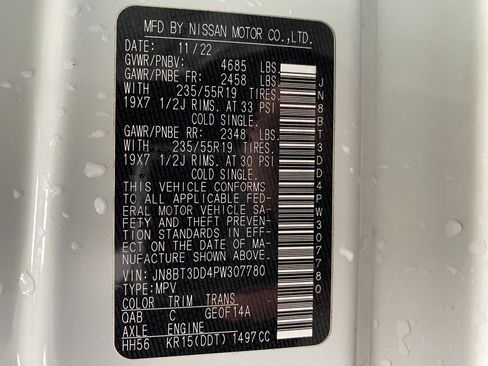 MFD BY NISSAN MOTOR CO.,LTD.
DATE: 11/22
GVWR/PNBV: 4685 LBS.
GAWR/PNBE FR: 2458 LBS.
WITH 235/55R19 TIRES.
19X7 1/2J RIMS. AT 33 PSI
COLD SINGLE.
GAWR/PNBE RR: 2348 LBS.
WITH 235/55R19 TIRES.
19X7 1/2J RIMS. AT 30 PSI
COLD SINGLE.
THIS VEHICLE CONFORMS
TO ALL APPLICABLE FED-
ERAL MOTOR VEHICLE SA-
FETY AND THEFT PREVEN-
TION STANDARDS IN EFFEC-
T ON THE DATE OF MA-
NUFACTURE SHOWN ABOVE.
VIN: JN8BT3DD4PW307780
TYPE: MPV
COLOR TRIM TRANS
QAB C GE0F14A
AXLE ENGINE
HH56 KR15(DDT) 1497CC
JN8BT3DD4PW307780